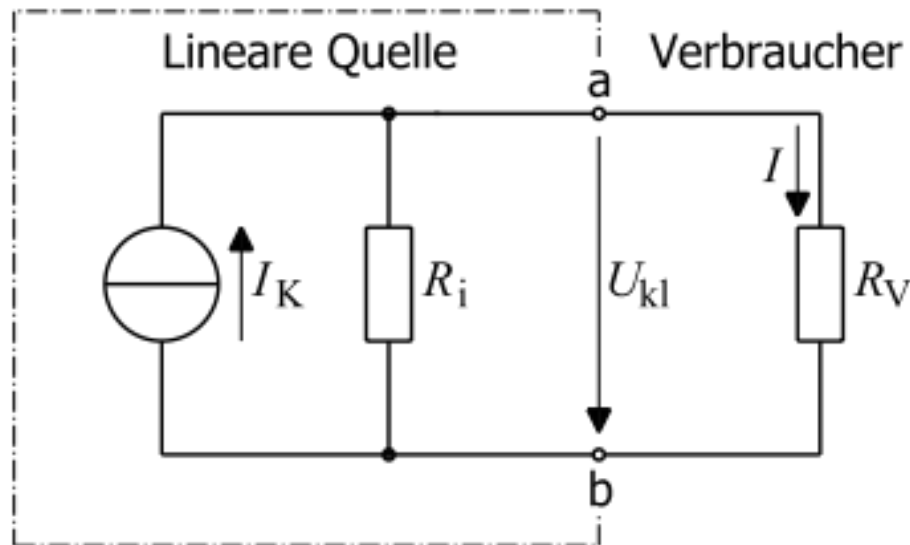 Lineare Quelle
Verbraucher
a
I
I_K
R_i
U_kl
R_V
b